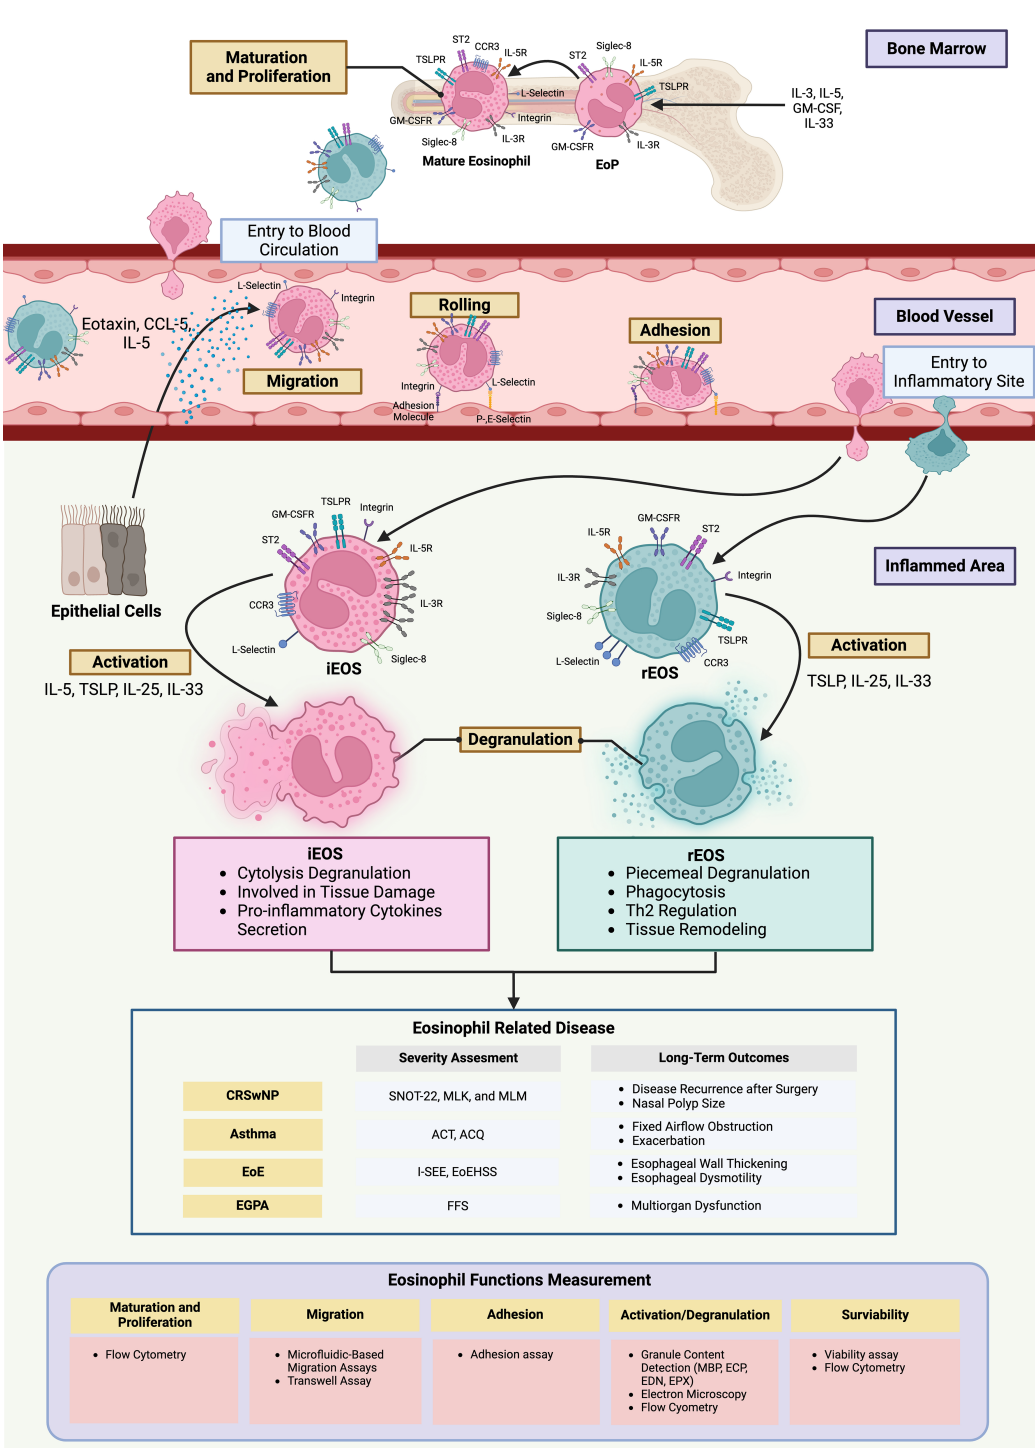 Maturation
and Proliferation
Bone Marrow
ST2
CCR3
IL-5R
TSLPR
L-Selectin
Integrin
GM-CSFR
Siglec-8
IL-3R
Mature Eosinophil
Siglec-8
ST2
IL-5R
TSLPR
GM-CSFR
IL-3R
EoP
IL-3, IL-5,
GM-CSF,
IL-33
Entry to Blood
Circulation
L-Selectin
Integrin
Eotaxin, CCL-5,
IL-5
Migration
Rolling
Integrin
L-Selectin
Adhesion
Molecule
P-,E-Selectin
Adhesion
Blood Vessel
Entry to
Inflammatory Site
Epithelial Cells
TSLPR
Integrin
GM-CSFR
ST2
IL-5R
CCR3
IL-3R
L-Selectin
Siglec-8
iEOS
GM-CSFR
ST2
IL-5R
IL-3R
Integrin
Siglec-8
TSLPR
L-Selectin
CCR3
rEOS
Inflammed Area
Activation
IL-5, TSLP, IL-25, IL-33
Activation
TSLP, IL-25, IL-33
Degranulation
iEOS
• Cytolysis Degranulation
• Involved in Tissue Damage
• Pro-inflammatory Cytokines
Secretion
rEOS
• Piecemeal Degranulation
• Phagocytosis
• Th2 Regulation
• Tissue Remodeling
Eosinophil Related Disease
Severity Assesment
Long-Term Outcomes
CRSwNP
SNOT-22, MLK, and MLM
• Disease Recurrence after Surgery
• Nasal Polyp Size
Asthma
ACT, ACQ
• Fixed Airflow Obstruction
• Exacerbation
EoE
I-SEE, EoEHSS
• Esophageal Wall Thickening
• Esophageal Dysmotility
EGPA
FFS
• Multiorgan Dysfunction
Eosinophil Functions Measurement
Maturation and
Proliferation
Migration
Adhesion
Activation/Degranulation
Surviability
• Flow Cytometry
• Microfluidic-Based
Migration Assays
• Transwell Assay
• Adhesion assay
• Granule Content
Detection (MBP, ECP,
EDN, EPX)
• Electron Microscopy
• Flow Cyometry
• Viability assay
• Flow Cytometry